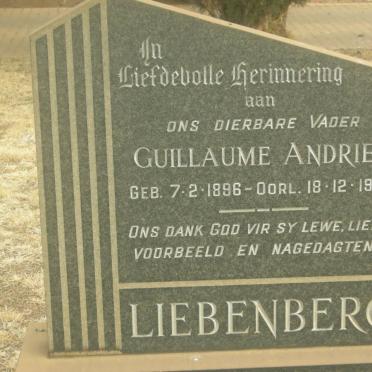 In
Liefdevolle Herinnering
aan
ONS DIERBARE VADER
GUILLAUME ANDRIE
GEB. 7·2·1896 - OORL. 18·12·19
ONS DANK GOD VIR SY LEWE, LIE
VOORBEELD EN NAGEDAGTEN
LIEBENBERG